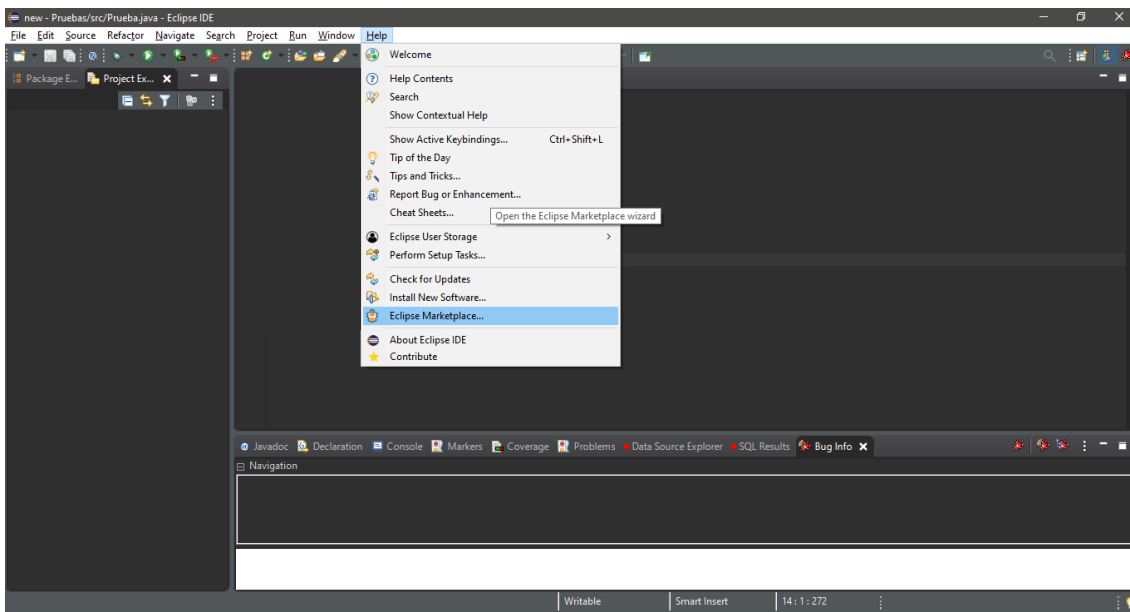 new - Pruebas/src/Prueba.java - Eclipse IDE
File Edit Source Refactor Navigate Search Project Run Window Help
Package E... Project Ex...
Welcome
Help Contents
Search
Show Contextual Help
Show Active Keybindings... Ctrl+Shift+L
Tip of the Day
Tips and Tricks...
Report Bug or Enhancement...
Cheat Sheets...
Open the Eclipse Marketplace wizard
Eclipse User Storage
Perform Setup Tasks...
Check for Updates
Install New Software...
Eclipse Marketplace...
About Eclipse IDE
Contribute
Javadoc Declaration Console Markers Coverage Problems Data Source Explorer SQL Results Bug Info
Navigation
Writable Smart Insert 14 : 1 : 272